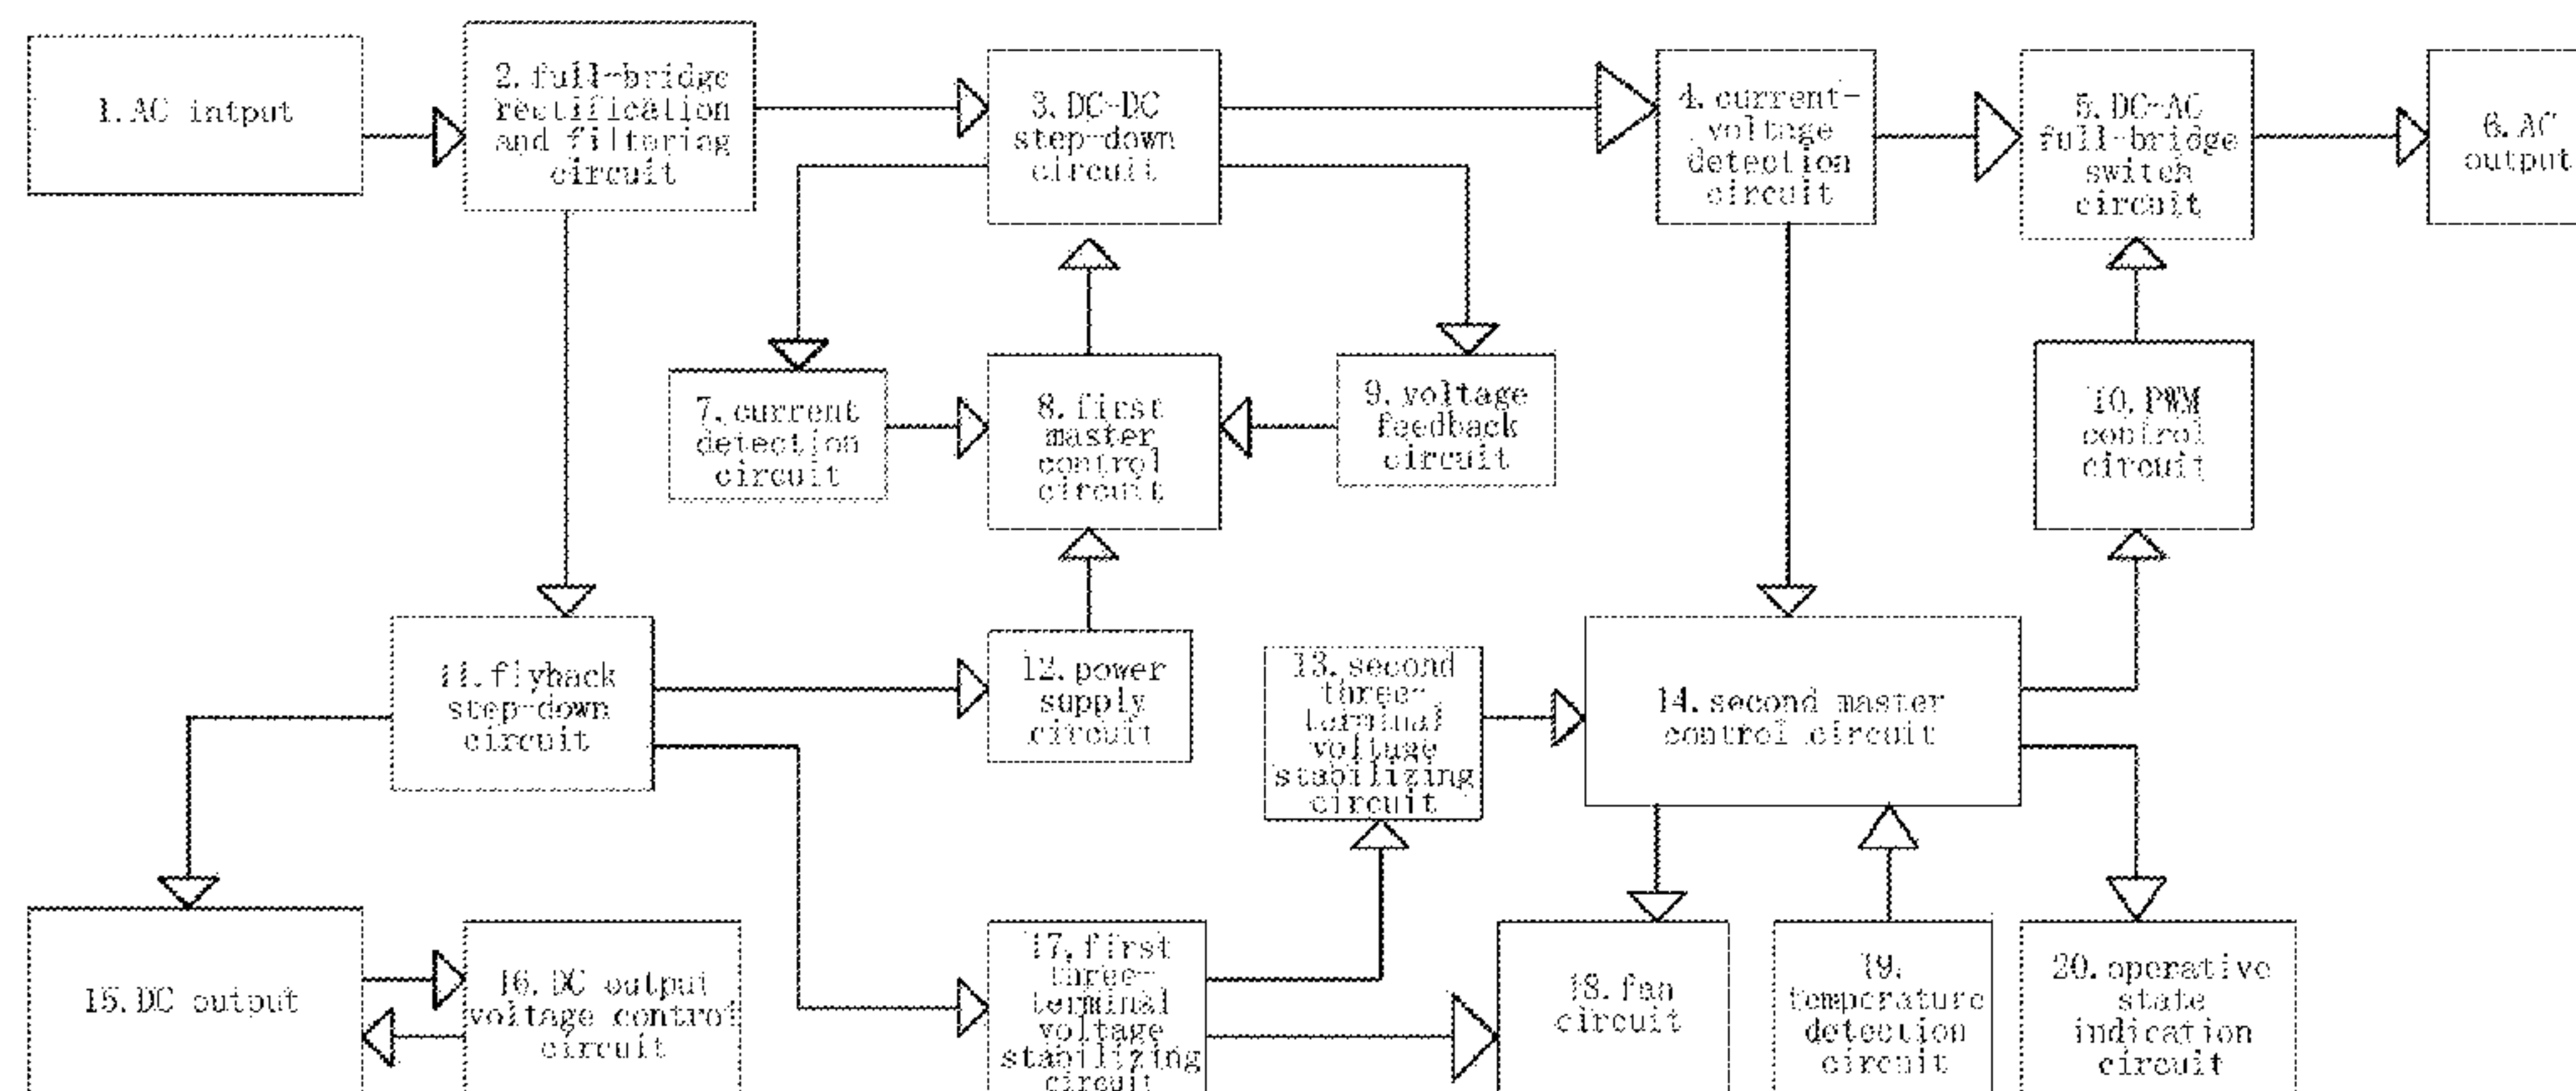 1. AC intput
2. full-bridge
rectification
and filtering
circuit
3. DC-DC
step-down
circuit
4. current-
voltage
detection
circuit
5. DC-AC
full-bridge
switch
circuit
6. AC
output
7. current
detection
circuit
8. first
master
control
circuit
9. voltage
feedback
circuit
10. PWM
control
circuit
11. flyback
step-down
circuit
12. power
supply
circuit
13. second
three-
terminal
voltage
stabilizing
circuit
14. second master
control circuit
15. DC output
16. DC output
voltage control
circuit
17. first
three-
terminal
voltage
stabilizing
circuit
18. fan
circuit
19.
temperature
detection
circuit
20. operative
state
indication
circuit